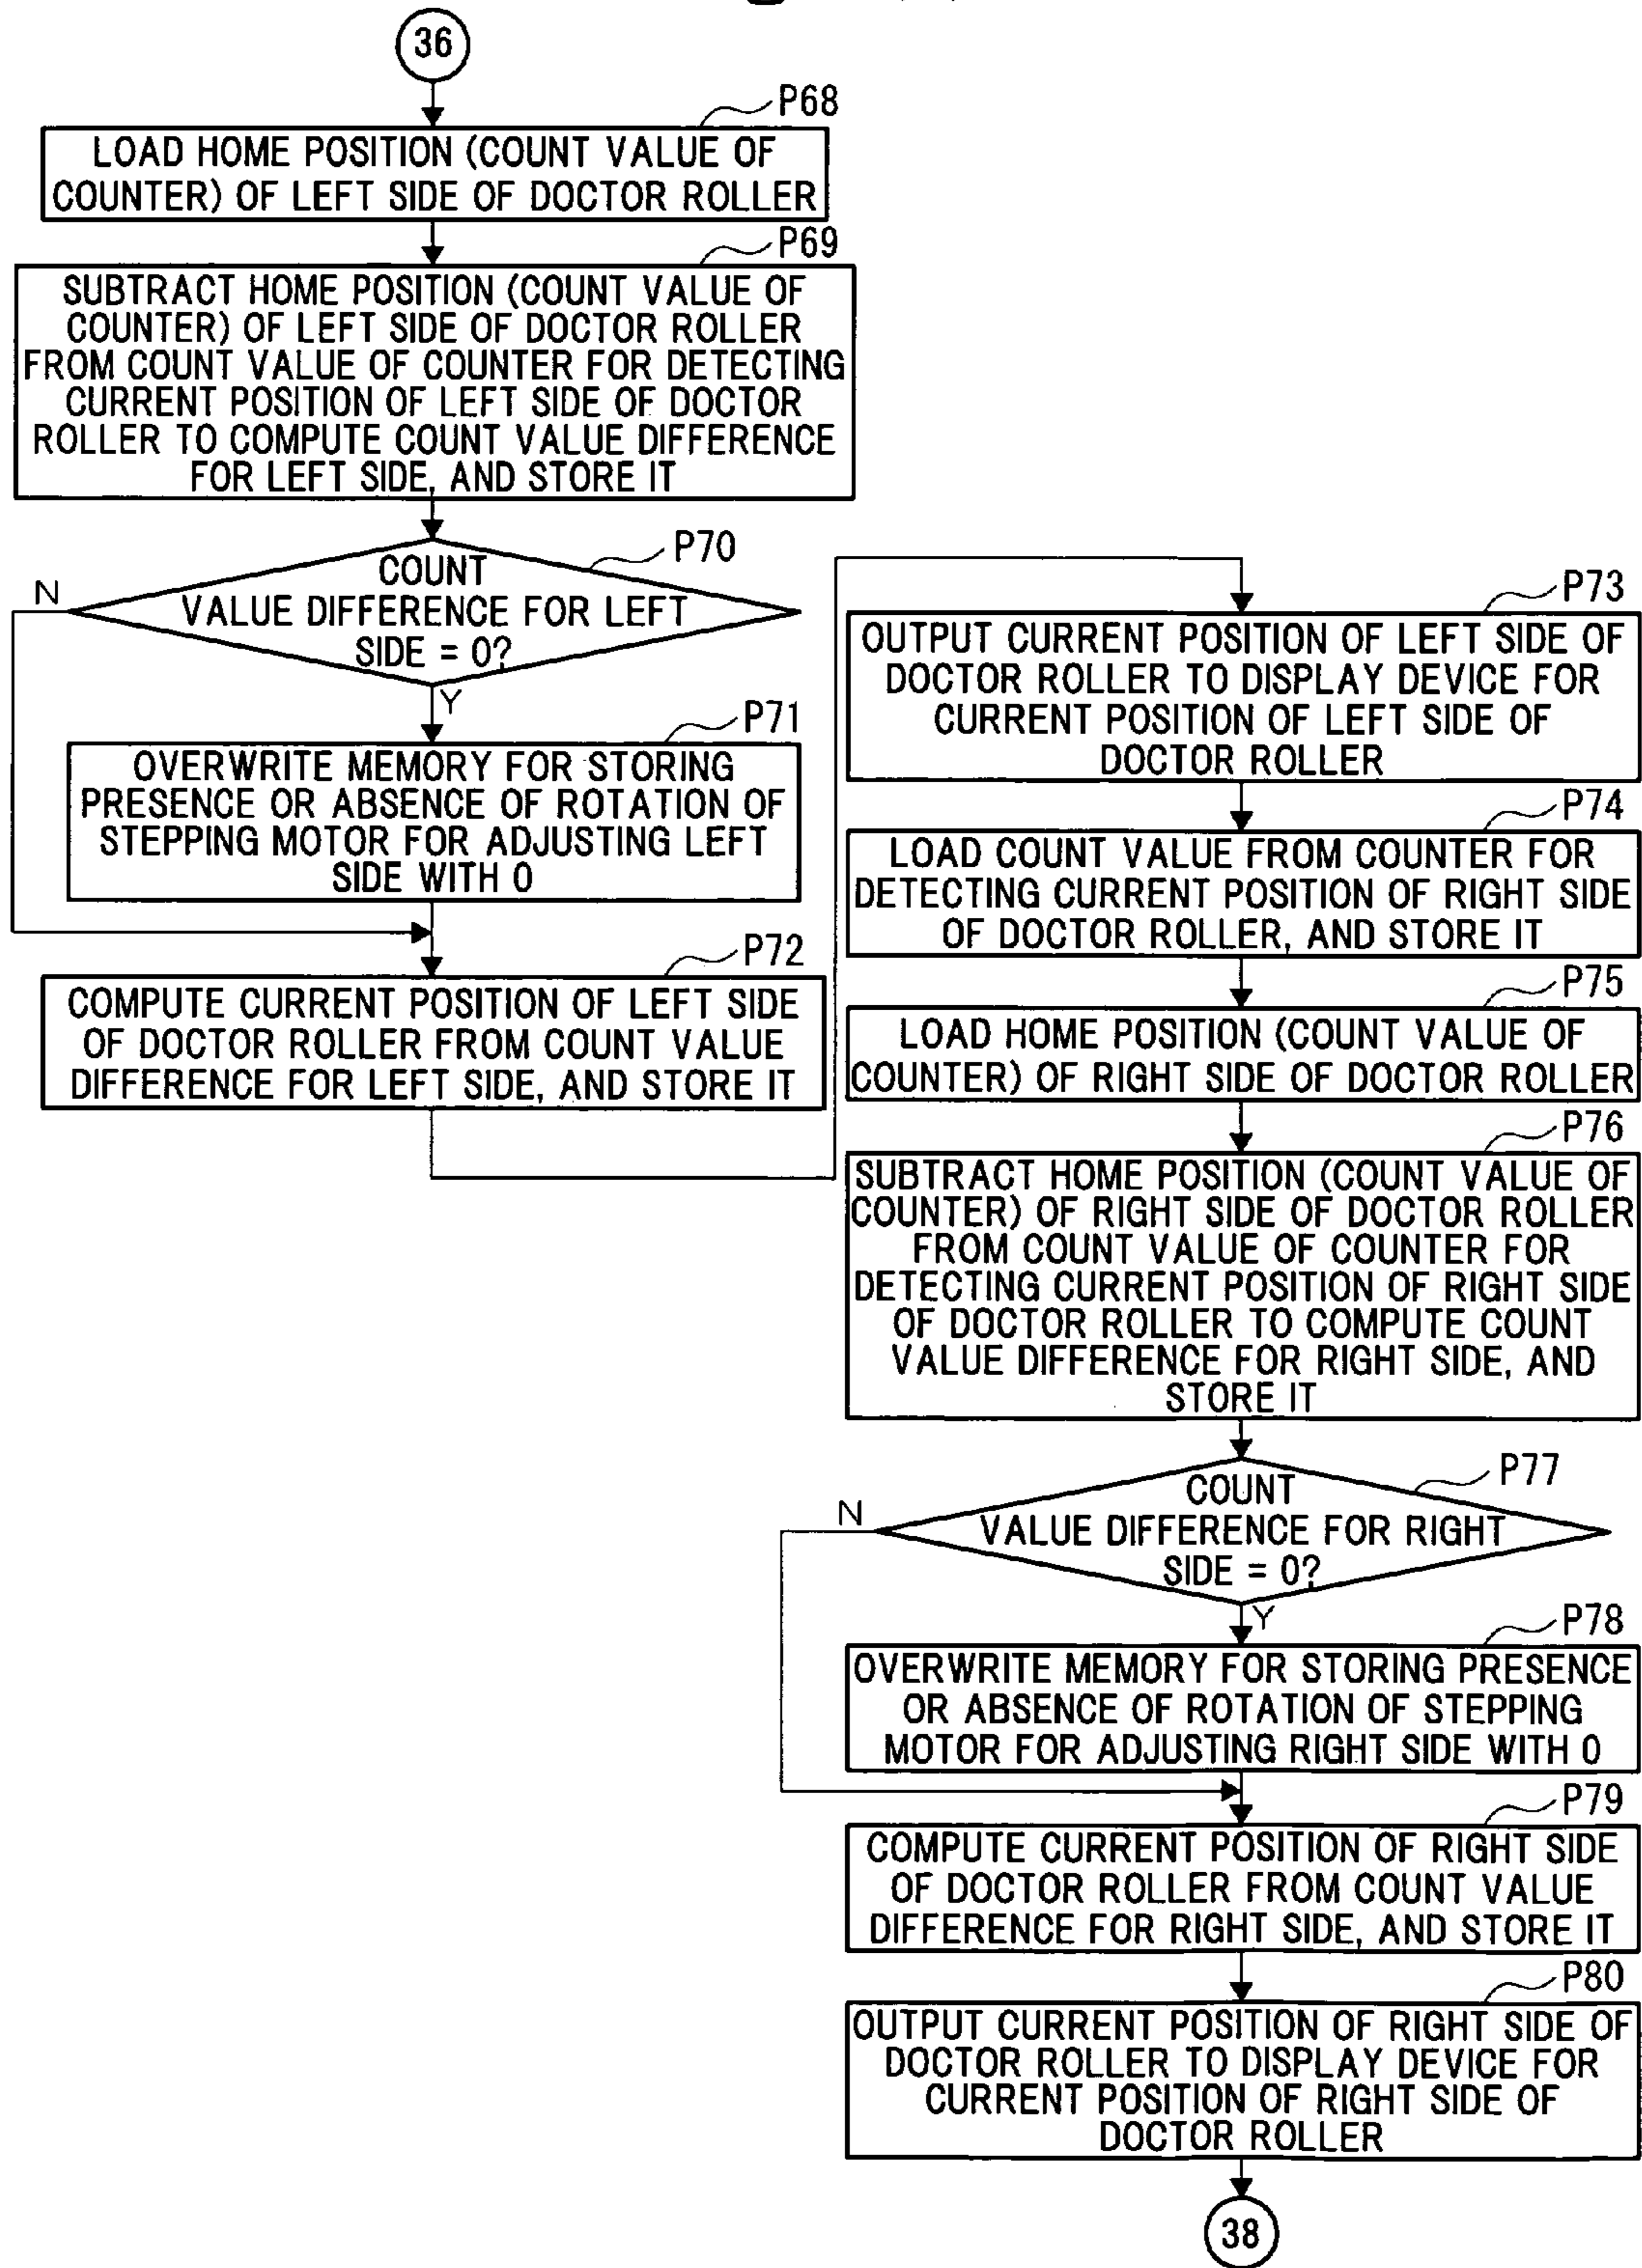 36
P68
LOAD HOME POSITION (COUNT VALUE OF
COUNTER) OF LEFT SIDE OF DOCTOR ROLLER
P69
SUBTRACT HOME POSITION (COUNT VALUE OF
COUNTER) OF LEFT SIDE OF DOCTOR ROLLER
FROM COUNT VALUE OF COUNTER FOR DETECTING
CURRENT POSITION OF LEFT SIDE OF DOCTOR
ROLLER TO COMPUTE COUNT VALUE DIFFERENCE
FOR LEFT SIDE, AND STORE IT
P70
COUNT
VALUE DIFFERENCE FOR LEFT
SIDE = 0?
N
Y
P71
OVERWRITE MEMORY FOR STORING
PRESENCE OR ABSENCE OF ROTATION OF
STEPPING MOTOR FOR ADJUSTING LEFT
SIDE WITH 0
P72
COMPUTE CURRENT POSITION OF LEFT SIDE
OF DOCTOR ROLLER FROM COUNT VALUE
DIFFERENCE FOR LEFT SIDE, AND STORE IT
P73
OUTPUT CURRENT POSITION OF LEFT SIDE OF
DOCTOR ROLLER TO DISPLAY DEVICE FOR
CURRENT POSITION OF LEFT SIDE OF
DOCTOR ROLLER
P74
LOAD COUNT VALUE FROM COUNTER FOR
DETECTING CURRENT POSITION OF RIGHT SIDE
OF DOCTOR ROLLER, AND STORE IT
P75
LOAD HOME POSITION (COUNT VALUE OF
COUNTER) OF RIGHT SIDE OF DOCTOR ROLLER
P76
SUBTRACT HOME POSITION (COUNT VALUE OF
COUNTER) OF RIGHT SIDE OF DOCTOR ROLLER
FROM COUNT VALUE OF COUNTER FOR
DETECTING CURRENT POSITION OF RIGHT SIDE
OF DOCTOR ROLLER TO COMPUTE COUNT
VALUE DIFFERENCE FOR RIGHT SIDE, AND
STORE IT
P77
COUNT
VALUE DIFFERENCE FOR RIGHT
SIDE = 0?
N
Y
P78
OVERWRITE MEMORY FOR STORING PRESENCE
OR ABSENCE OF ROTATION OF STEPPING
MOTOR FOR ADJUSTING RIGHT SIDE WITH 0
P79
COMPUTE CURRENT POSITION OF RIGHT SIDE
OF DOCTOR ROLLER FROM COUNT VALUE
DIFFERENCE FOR RIGHT SIDE, AND STORE IT
P80
OUTPUT CURRENT POSITION OF RIGHT SIDE OF
DOCTOR ROLLER TO DISPLAY DEVICE FOR
CURRENT POSITION OF RIGHT SIDE OF
DOCTOR ROLLER
38